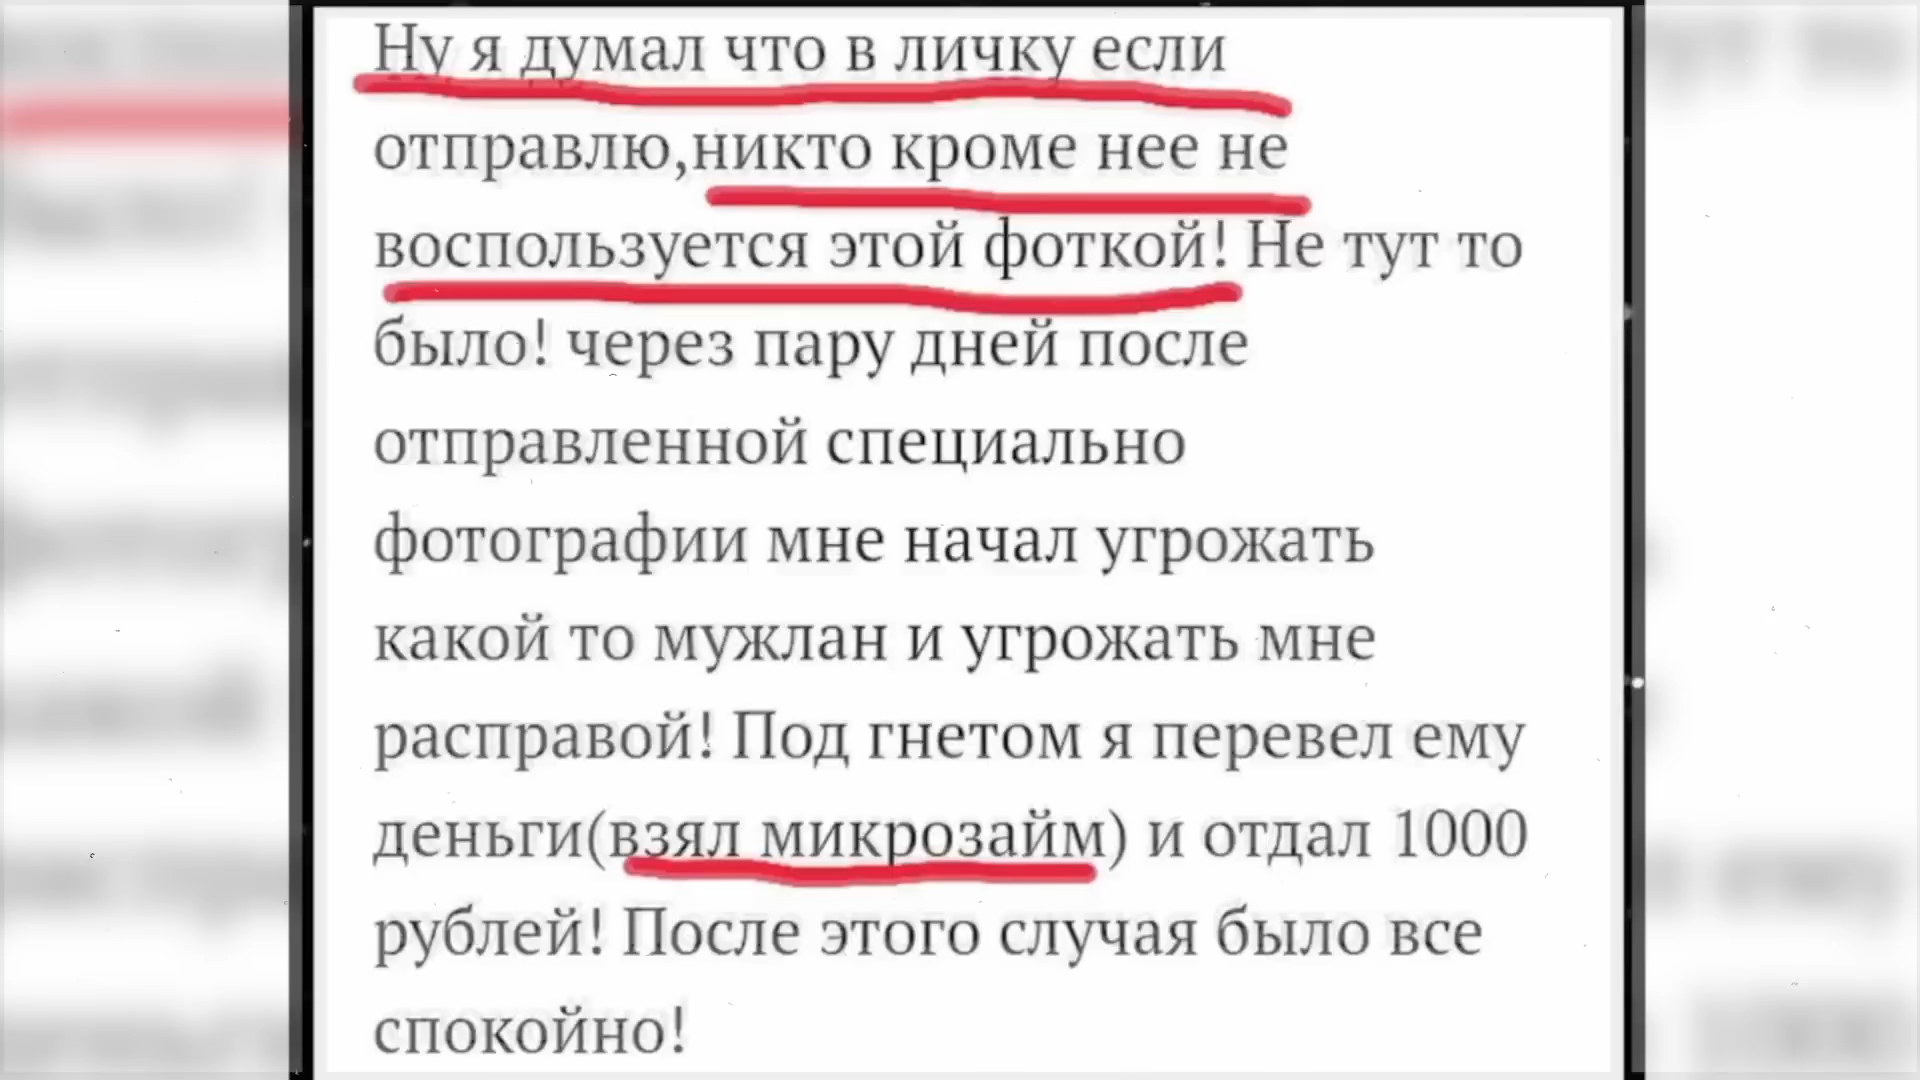 Ну я думал что в личку если
отправлю,никто кроме нее не
воспользуется этой фоткой! Не тут то
было! через пару дней после
отправленной специально
фотографии мне начал угрожать
какой то мужлан и угрожать мне
расправой! Под гнетом я перевел ему
деньги(взял микрозайм) и отдал 1000
рублей! После этого случая было все
спокойно!